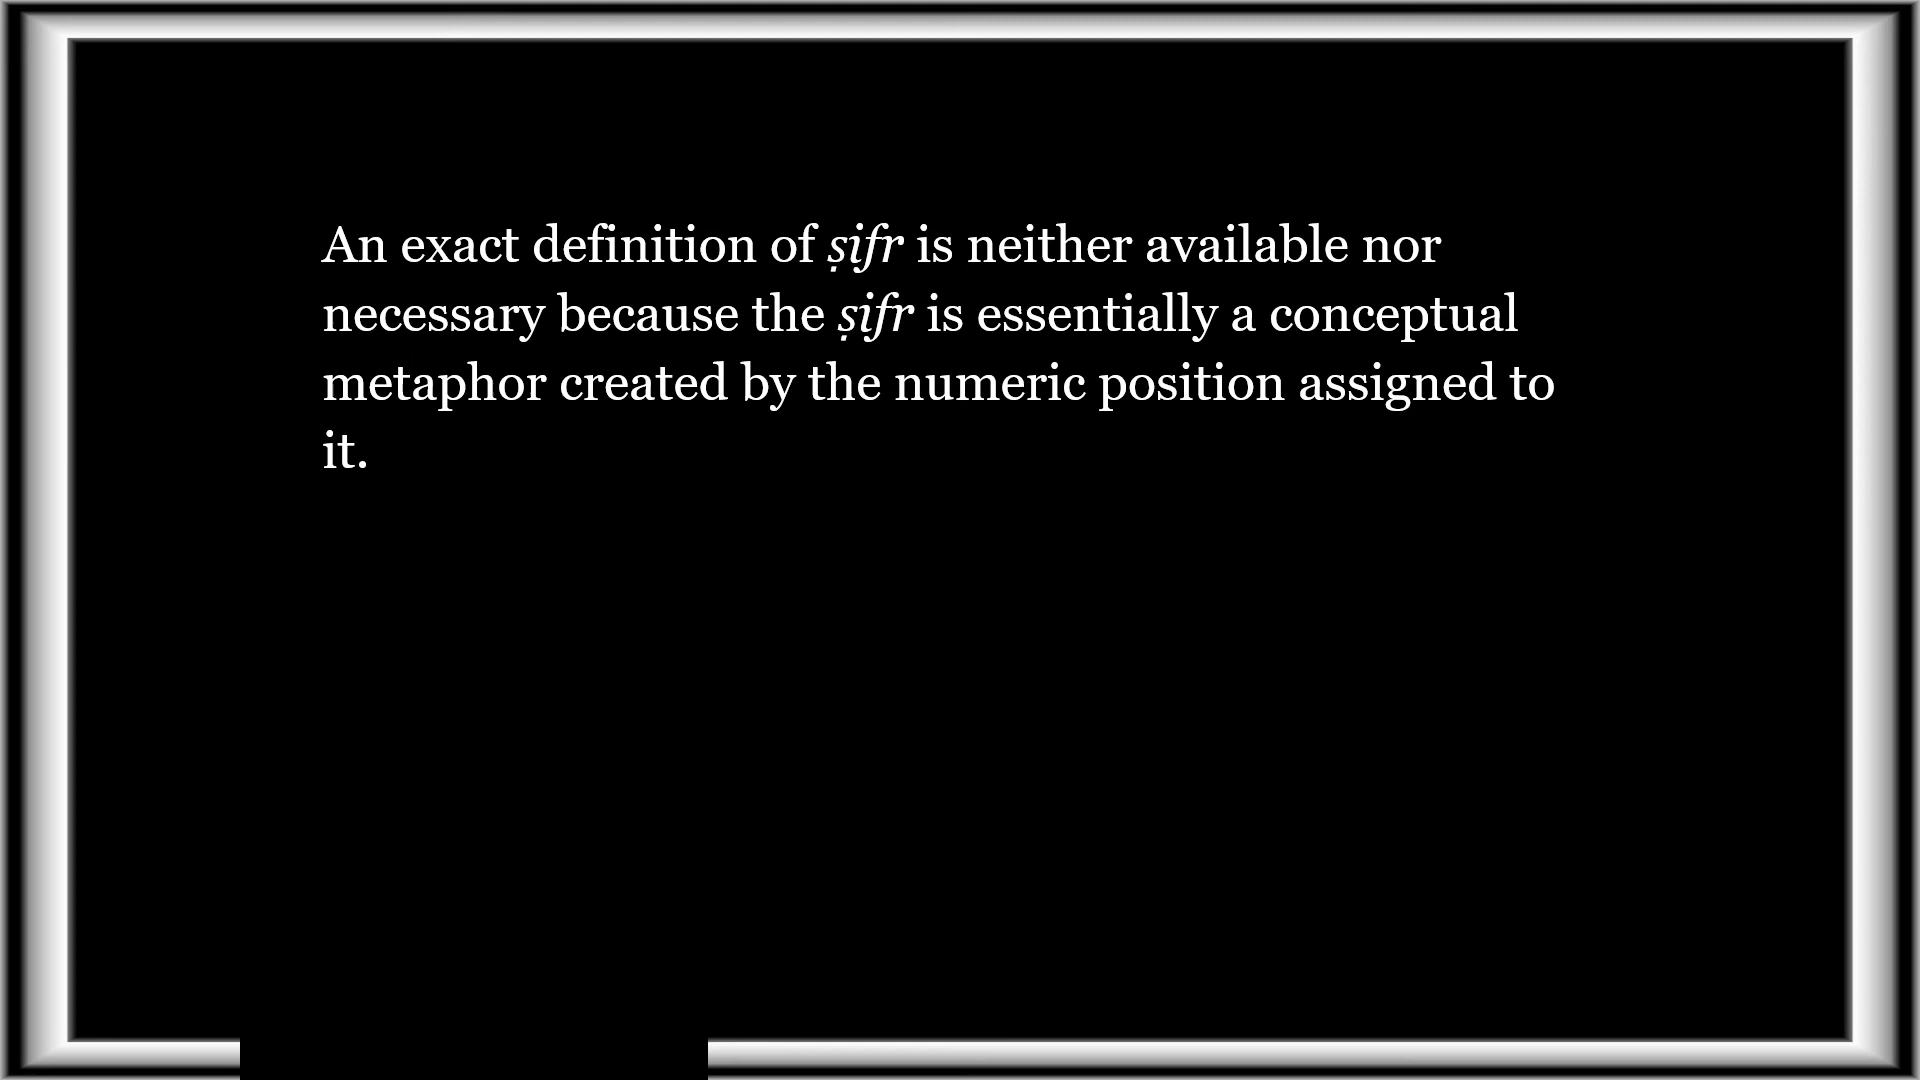 An exact definition of ṣifr is neither available nor
necessary because the ṣifr is essentially a conceptual
metaphor created by the numeric position assigned to
it.